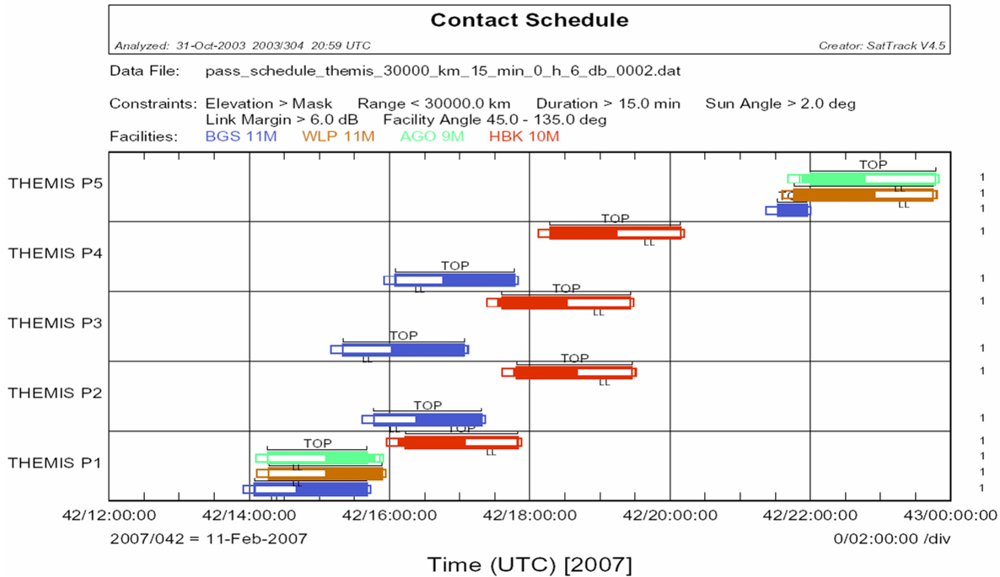 Contact Schedule
Analyzed: 31-Oct-2003 2003/304 20:59 UTC Creator: SatTrack V4.5
Data File: pass_schedule_themis_30000_km_15_min_0_h_6_db_0002.dat
Constraints: Elevation > Mask Range < 30000.0 km Duration > 15.0 min Sun Angle > 2.0 deg
Link Margin > 6.0 dB Facility Angle 45.0 - 135.0 deg
Facilities: BGS 11M WLP 11M AGO 9M HBK 10M
TOP
THEMIS P5 1
LL
1
LL
1
TOP
1
THEMIS P4
LL
TOP
1
LL
TOP
1
LL
THEMIS P3
TOP
1
LL
TOP
1
LL
THEMIS P2
TOP
1
LL TOP
1
TOP
LL
1
THEMIS P1
LL
1
LL
1
42/12:00:00 42/14:00:00 42/16:00:00 42/18:00:00 42/20:00:00 42/22:00:00 43/00:00:00
2007/042 = 11-Feb-2007 0/02:00:00 /div
Time (UTC) [2007]